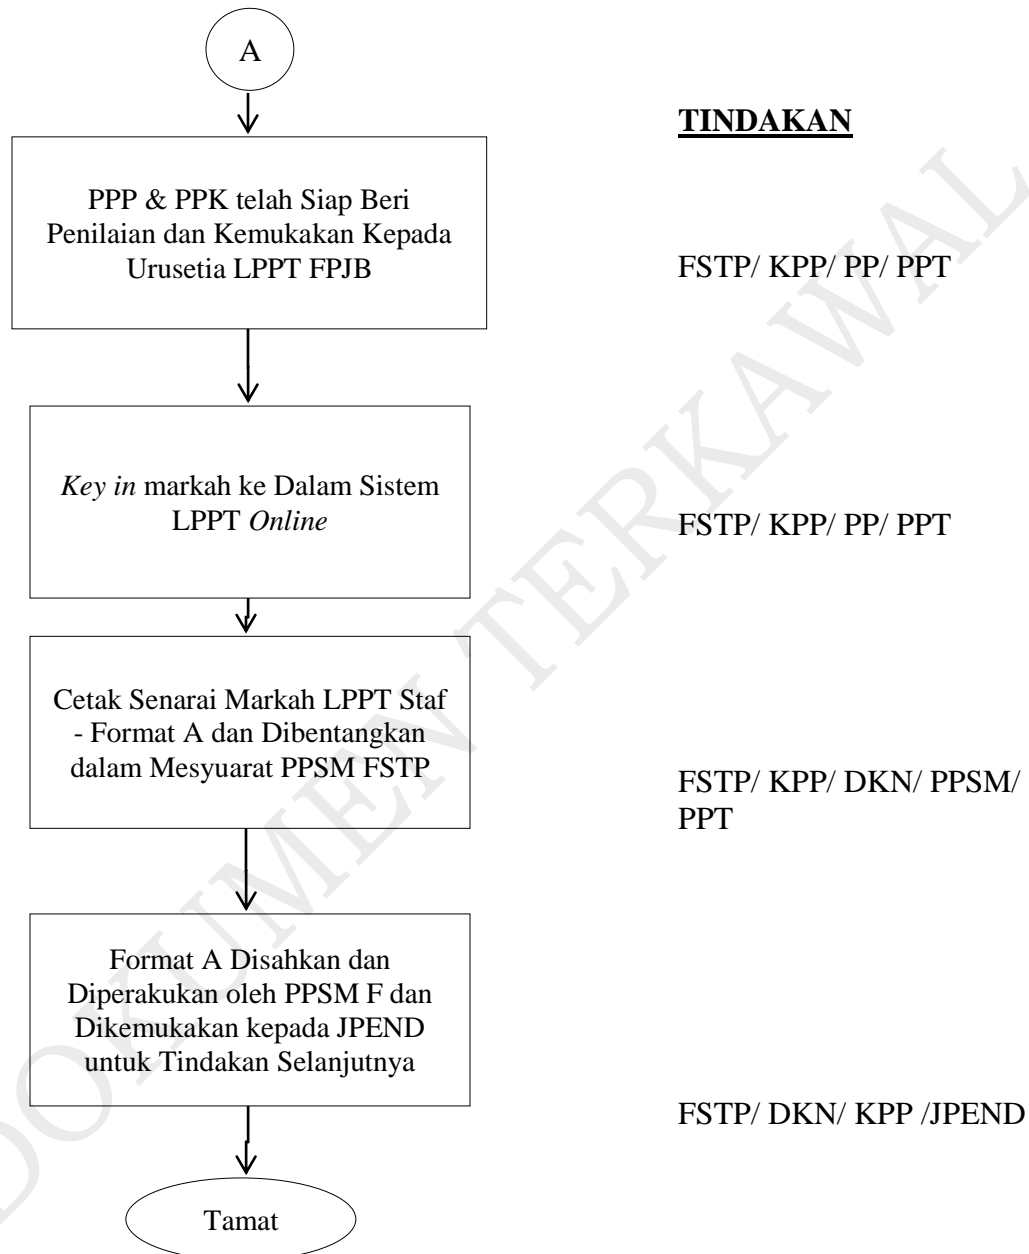 A
TINDAKAN
PPP & PPK telah Siap Beri
Penilaian dan Kemukakan Kepada
Urusetia LPPT FPJB
FSTP/ KPP/ PP/ PPT
Key in markah ke Dalam Sistem
LPPT Online
FSTP/ KPP/ PP/ PPT
Cetak Senarai Markah LPPT Staf
- Format A dan Dibentangkan
dalam Mesyuarat PPSM FSTP
FSTP/ KPP/ DKN/ PPSM/
PPT
Format A Disahkan dan
Diperakukan oleh PPSM F dan
Dikemukakan kepada JPEND
untuk Tindakan Selanjutnya
FSTP/ DKN/ KPP /JPEND
Tamat
DOKUMEN TERKAWAL